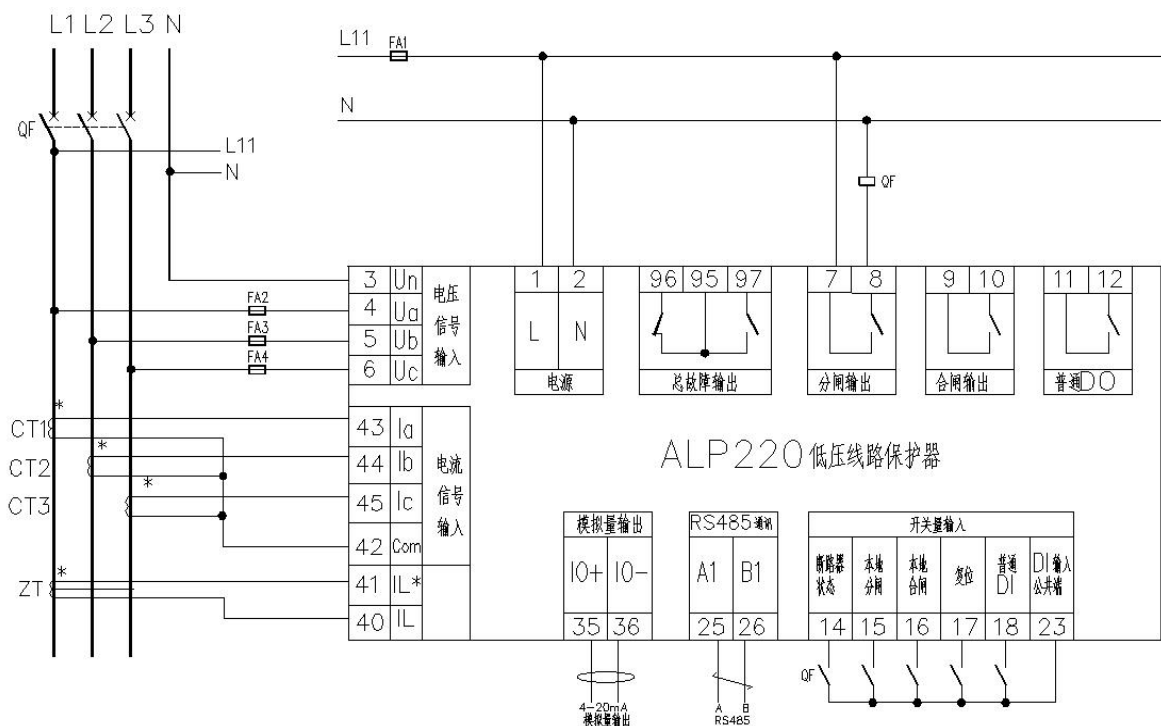 L1 L2 L3 N
L11 FA1
N
QF
L11
N
QF
3 Un
4 Ua
5 Ub
6 Uc
电压
信号
输入
FA2
FA3
FA4
1 2
L N
电源
96 95 97
总故障输出
7 8
分闸输出
9 10
合闸输出
11 12
普通DO
CT1
*
CT2
*
CT3
*
ZT
*
43 Ia
44 Ib
45 Ic
42 Com
41 IL*
40 IL
电流
信号
输入
ALP220低压线路保护器
模拟量输出
IO+ IO-
35 36
4-20mA
模拟量输出
RS485通讯
A1 B1
25 26
A B
RS485
开关量输入
断路器
状态
本地
分闸
本地
合闸
复位
普通
DI
DI输入
公共端
14 15 16 17 18 23
QF